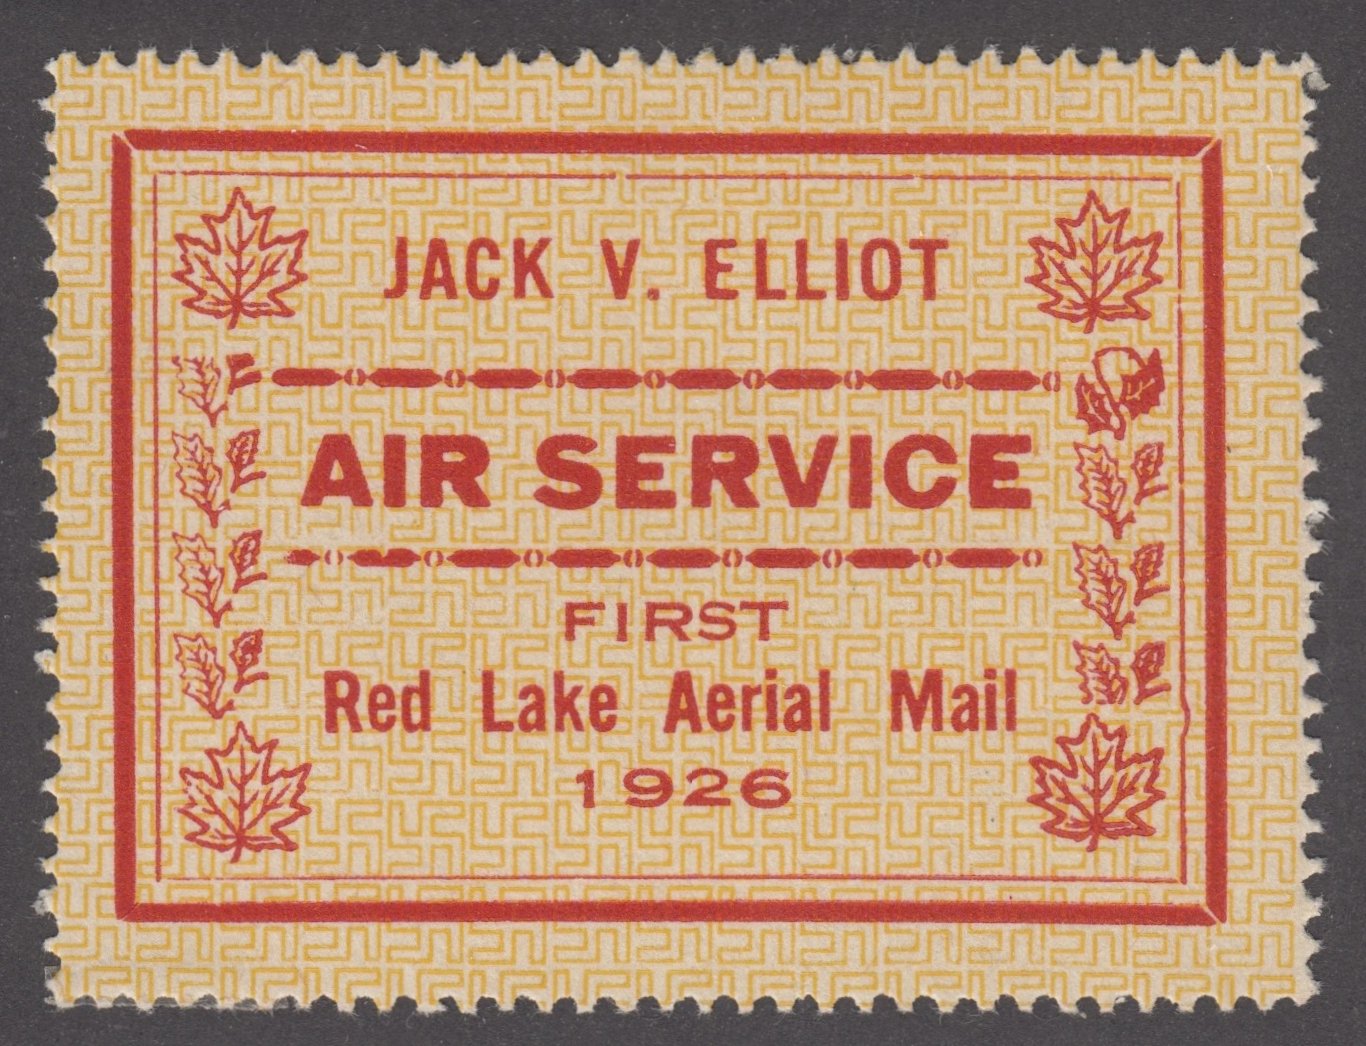 JACK V. ELLIOT
AIR SERVICE
FIRST
Red Lake Aerial Mail
1926